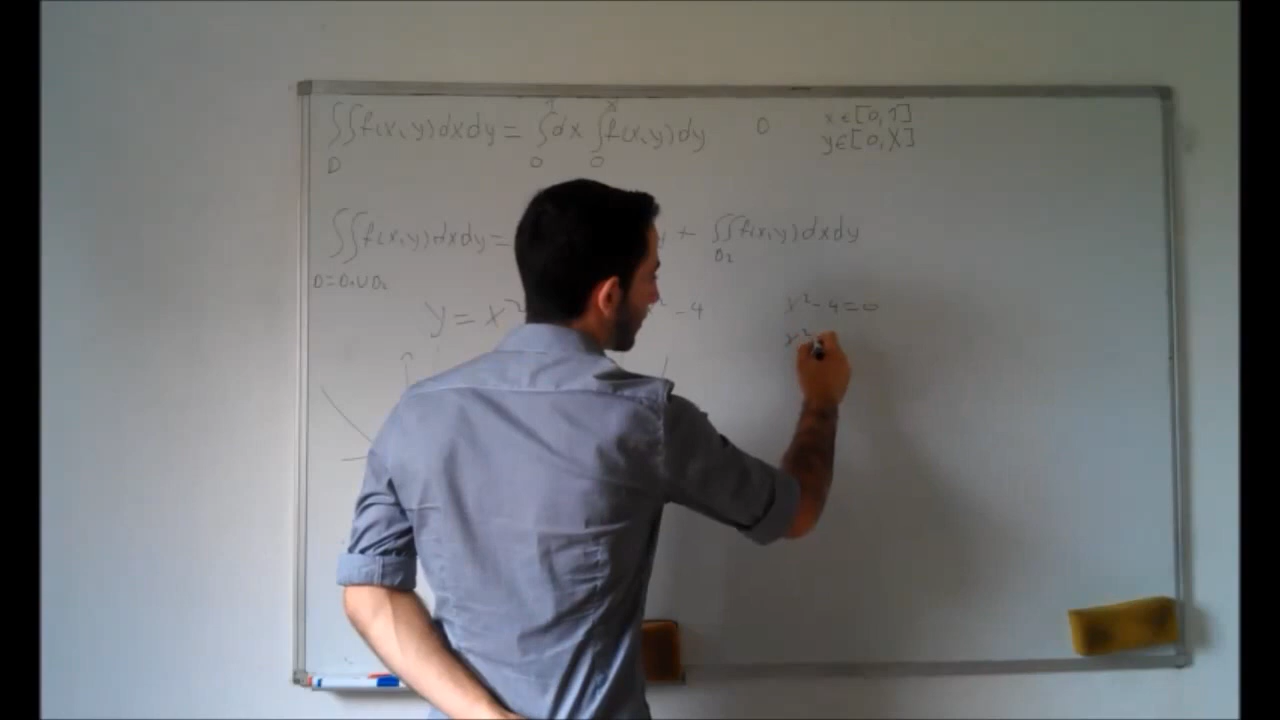 ∬f(x,y)dxdy = ∫dx ∫f(x,y)dy D x∈[0,1]
D 0 0 y∈[0,x]
∬f(x,y)dxdy = y + ∬f(x,y)dxdy
D=D₁∪D₂ D₂
y = x² ² -4 x²-4=0
x²